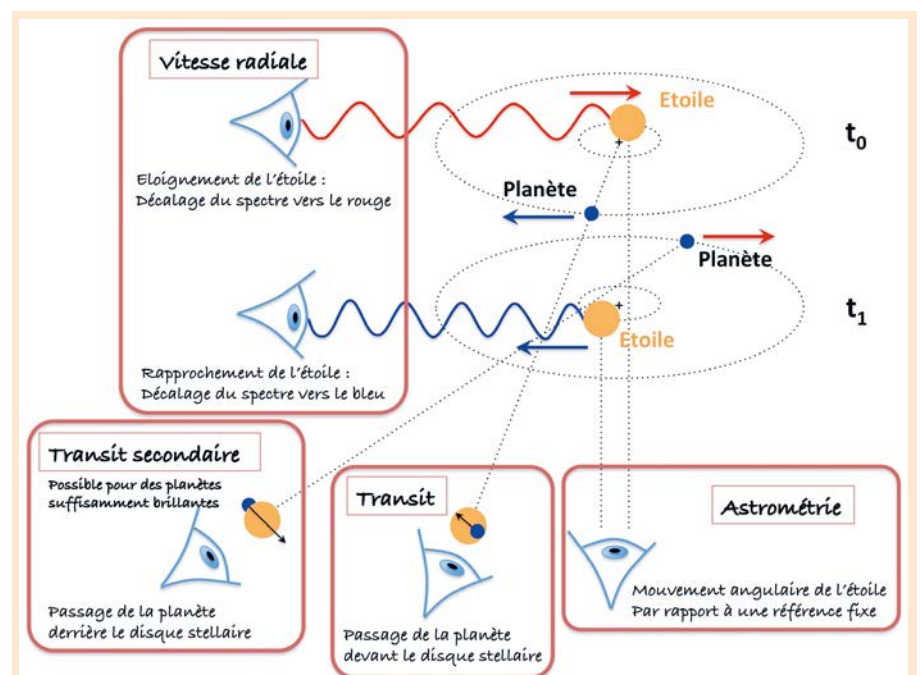 Vitesse radiale
Etoile
t0
Eloignement de l'étoile :
Décalage du spectre vers le rouge
Planète
Planète
t1
Etoile
Rapprochement de l'étoile :
Décalage du spectre vers le bleu
Transit secondaire
Possible pour des planètes
suffisamment brillantes
Passage de la planète
derrière le disque stellaire
Transit
Passage de la planète
devant le disque stellaire
Astrométrie
Mouvement angulaire de l'étoile
Par rapport à une référence fixe